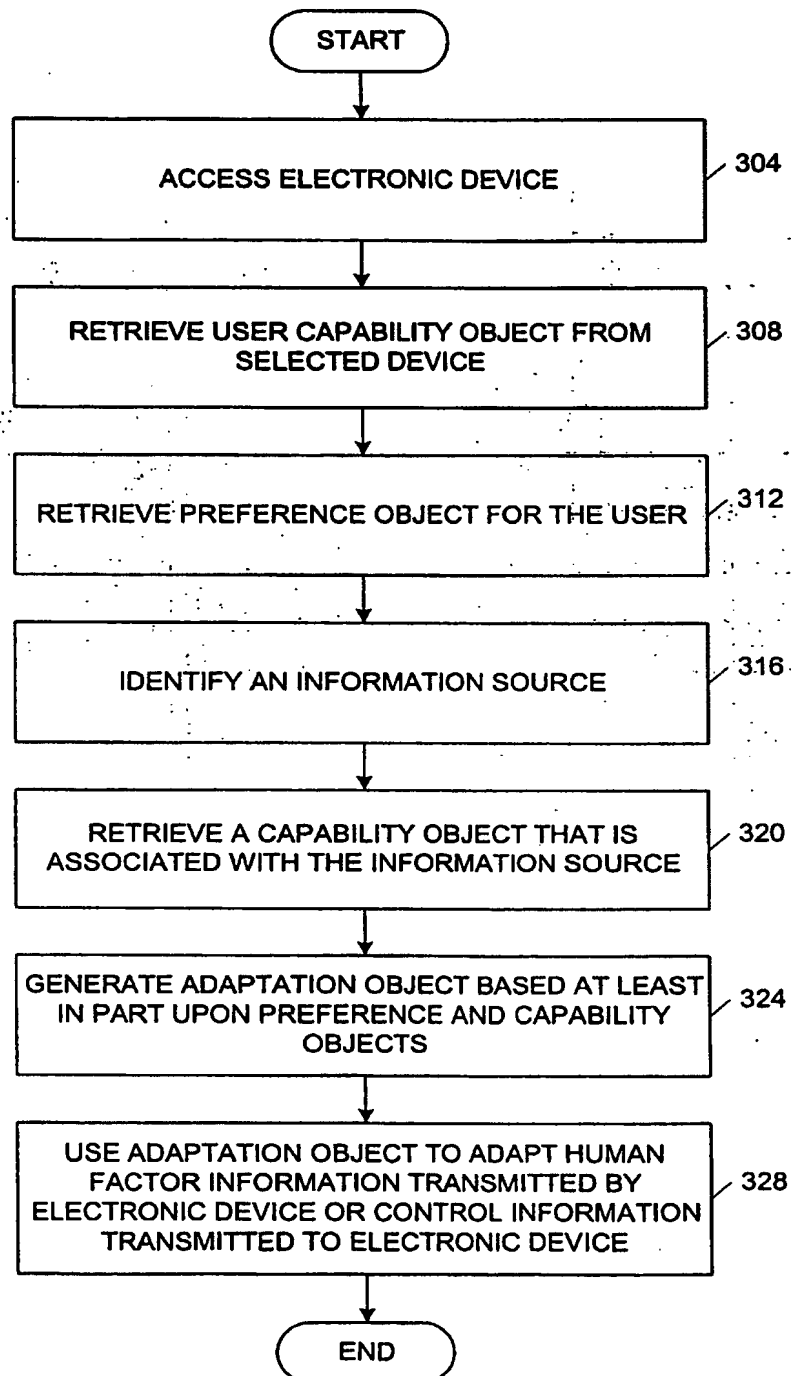 START
ACCESS ELECTRONIC DEVICE
304
RETRIEVE USER CAPABILITY OBJECT FROM
SELECTED DEVICE
308
RETRIEVE PREFERENCE OBJECT FOR THE USER
312
IDENTIFY AN INFORMATION SOURCE
316
RETRIEVE A CAPABILITY OBJECT THAT IS
ASSOCIATED WITH THE INFORMATION SOURCE
320
GENERATE ADAPTATION OBJECT BASED AT LEAST
IN PART UPON PREFERENCE AND CAPABILITY
OBJECTS
324
USE ADAPTATION OBJECT TO ADAPT HUMAN
FACTOR INFORMATION TRANSMITTED BY
ELECTRONIC DEVICE OR CONTROL INFORMATION
TRANSMITTED TO ELECTRONIC DEVICE
328
END